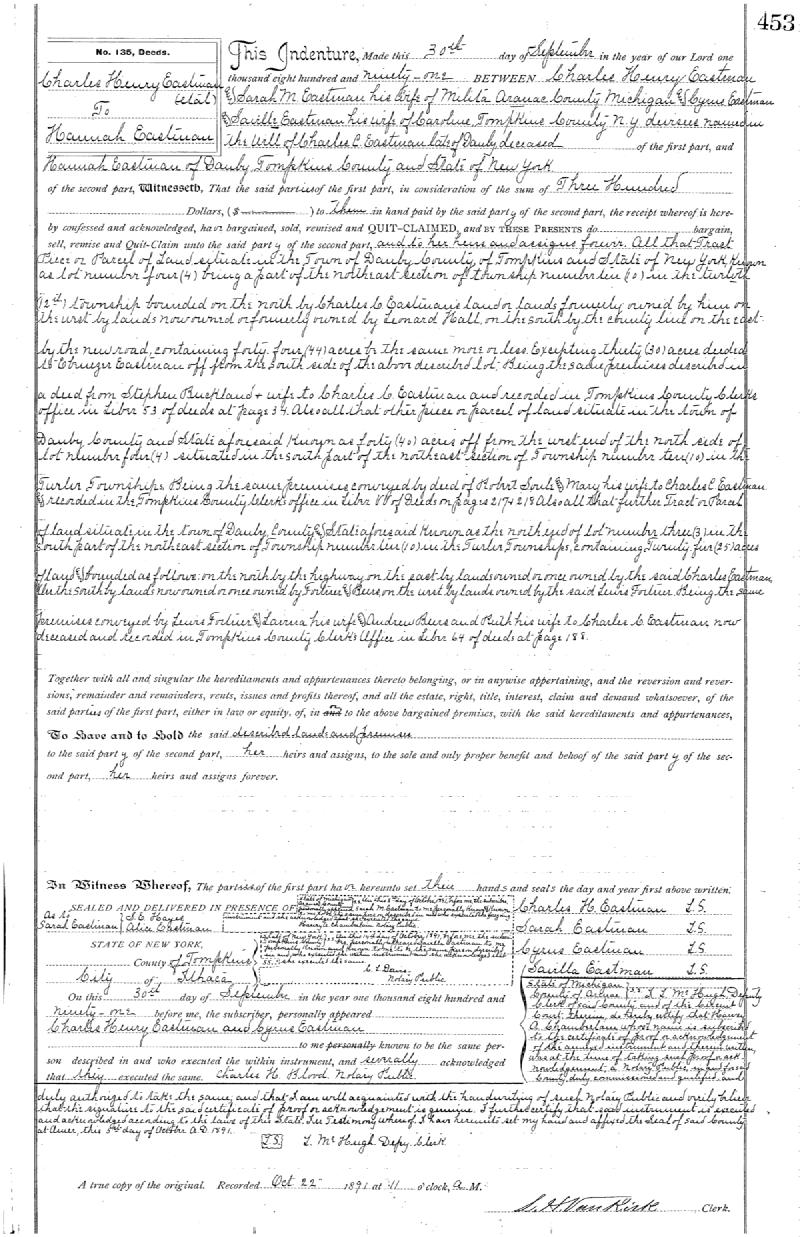 453
No. 135, Deeds.
Charles Henry Eastman
(etal)
To
Hannah Eastman
This Indenture, Made this 30th day of September in the year of our Lord one
thousand eight hundred and ninety-one BETWEEN Charles Henry Eastman
& Sarah M. Eastman his wife of Melita Arenac County Michigan & Cyrus Eastman
& Savilla Eastman his wife of Caroline, Tompkins County N.Y. devisees named in
the Will of Charles C. Eastman late of Danby deceased of the first part, and
Hannah Eastman of Danby Tompkins County and State of New York
of the second part, Witnesseth, That the said parties of the first part, in consideration of the sum of Three Hundred
Dollars, ($ ) to them in hand paid by the said party of the second part, the receipt whereof is here-
by confessed and acknowledged, have bargained, sold, remised and QUIT-CLAIMED, and BY THESE PRESENTS do bargain,
sell, remise and Quit-Claim unto the said party of the second part, and to her heirs and assigns forever. All that Tract
Piece or Parcel of Land situate in the Town of Danby County of Tompkins and State of New York, Known
as lot number four (4) being a part of the northeast section of township number ten (10) in the twelvth
(12th) township bounded on the north by Charles C Eastman's land or lands formerly owned by him on
the west by lands now owned or formerly owned by Leonard Hall, on the south by the county line on the east
by the new road, containing forty four (44) acres be the same more or less. Excepting thirty (30) acres deeded
to Ebenezer Eastman off from the south side of the above described lot. Being the same premises described in
a deed from Stephen Buckland & wife to Charles C. Eastman and recorded in Tompkins County Clerks
office in Liber 53 of deeds at page 34. Also all that other piece or parcel of land situate in the town of
Danby County and State aforesaid Known as forty (40) acres off from the west end of the north side of
lot number four (4) situated in the south part of the northeast section of Township number ten (10) in the
Twelve Townships. Being the same premises conveyed by deed of Robert Soule & Mary his wife to Charles C Eastman
& recorded in the Tompkins County Clerks office in Liber VV of Deeds on pages 217 & 218 Also all that further Tract or Parcel
of land situate in the town of Danby, County & State aforesaid Known as the north end of lot number three (3) in the
south part of the northeast section of Township number ten (10) in the Twelve Townships, containing Twenty five (25) acres
of land & bounded as follows: on the north by the highway on the east by lands owned or once owned by the said Charles Eastman
On the south by lands now owned or once owned by Fortier & Beers, on the west by lands owned by the said Lewis Fortier. Being the same
premises conveyed by Lewis Fortier & Lavina his wife & Andrew Beers and Ruth his wife to Charles C Eastman now
deceased and recorded in Tompkins County Clerk's Office in Liber 64 of deeds at page 188.
Together with all and singular the hereditaments and appurtenances thereto belonging, or in anywise appertaining, and the reversion and rever-
sions, remainder and remainders, rents, issues and profits thereof, and all the estate, right, title, interest, claim and demand whatsoever, of the
said parties of the first part, either in law or equity, of, in and to the above bargained premises, with the said hereditaments and appurtenances,
To Have and to Hold the said described lands and premises
to the said party of the second part, her heirs and assigns, to the sole and only proper benefit and behoof of the said party of the sec-
ond part, her heirs and assigns forever.
In Witness Whereof, The parties of the first part have hereunto set their hands and seals the day and year first above written.
SEALED AND DELIVERED IN PRESENCE OF
As to
Sarah Eastman
S E Hayes
Alice Eastman
Henry A Chamberlain Notary Public
Charles H. Eastman L.S.
Sarah Eastman L.S.
Cyrus Eastman L.S.
Savilla Eastman L.S.
STATE OF NEW YORK,
County of Tompkins
City of Ithaca
SS.
C. L. Davis
Notary Public
On this 30th day of September in the year one thousand eight hundred and
ninety-one before me, the subscriber, personally appeared
Charles Henry Eastman and Cyrus Eastman
to me personally known to be the same per-
son described in and who executed the within instrument, and severally acknowledged
that they executed the same. Charles H Blood, Notary Public
State of Michigan
County of Arenac SS I L McHugh Deputy
Clerk of said County and of the Circuit
Court therein, do hereby certify that Henry
A. Chamberlain whose name is subscribed
to the certificate of proof or acknowledgement
of the annexed instrument and therein written,
was at the time of taking such proof or ack-
nowledgement, a Notary Public, in and for said
County, duly commissioned and qualified, and
duly authorized to take the same; and that I am well acquainted with the handwriting of such Notary Public and verily believe
that the signature to the said certificate of proof or acknowledgement is genuine. I further certify that said instrument is executed
and acknowledged according to the laws of this State. In Testimony whereof I have hereunto set my hand and affixed the Seal of said County
at Omer, this 5th day of October A.D. 1891.
L.S. L. McHugh Depy. Clerk
A true copy of the original. Recorded Oct 22 1891 at 11 o'clock, A.M.
S. H. VanKirk Clerk.